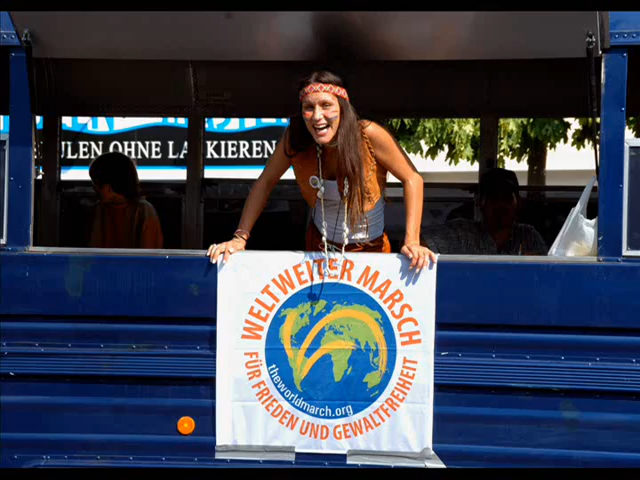 ULEN OHNE LA KIEREN
WELTWEITER MARSCH
theworldmarch.org
FÜR FRIEDEN UND GEWALTFREIHEIT